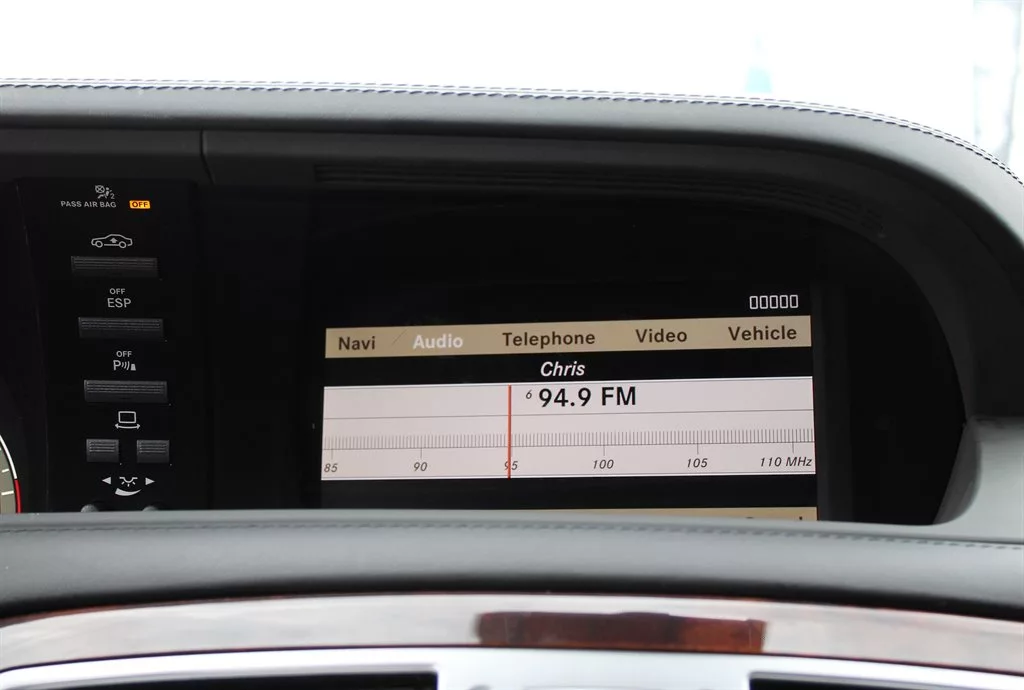 PASS AIR BAG OFF
OFF
ESP
OFF
P
Navi Audio Telephone Video Vehicle
Chris
6 94.9 FM
85 90 95 100 105 110 MHz